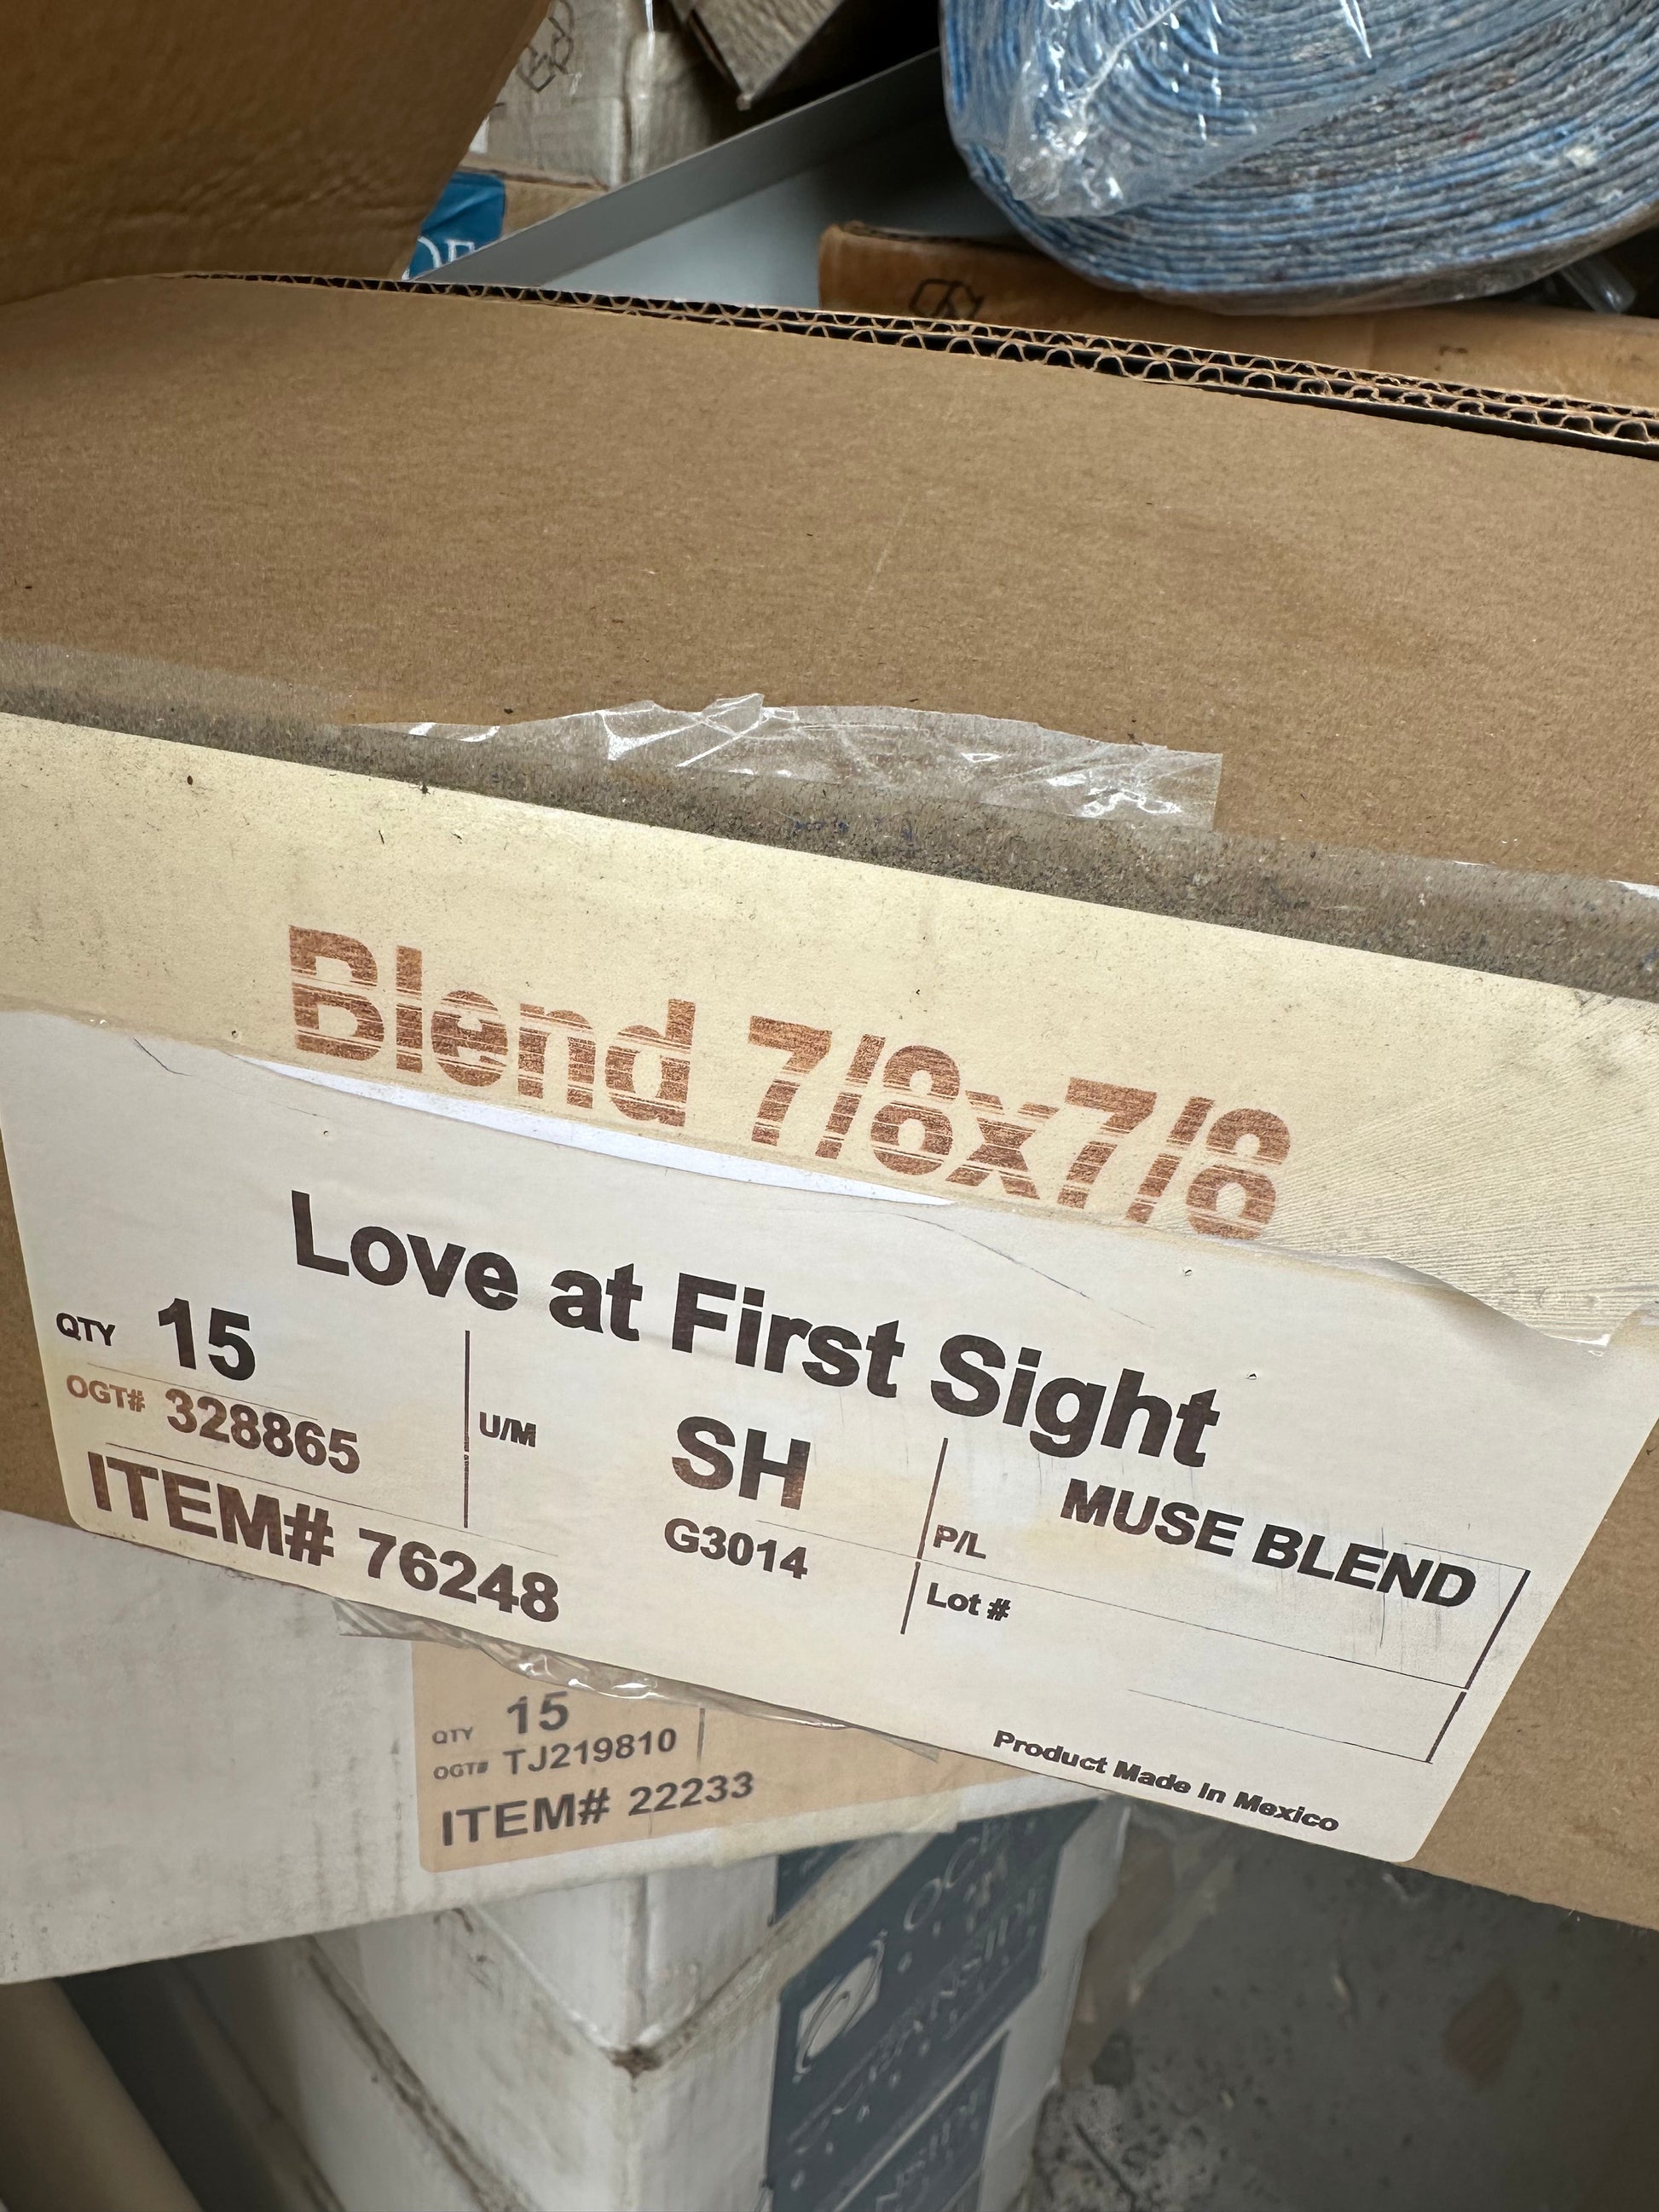 Blend 7/8x7/8
Love at First Sight
QTY 15
U/M SH
P/L MUSE BLEND
OGT# 328865
G3014
Lot #
ITEM# 76248
Product Made In Mexico
QTY 15
OGT# TJ219810
ITEM# 22233
OCEANSIDE